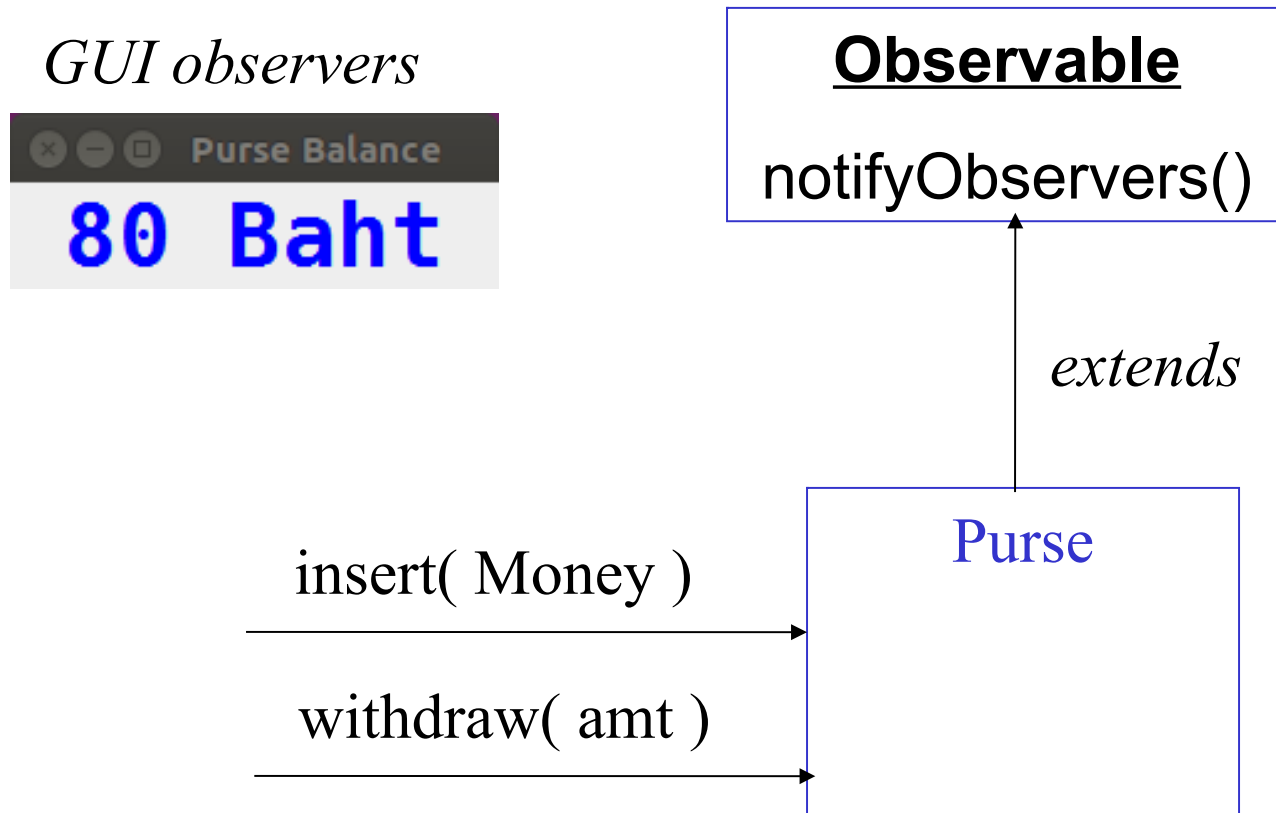 GUI observers
Purse Balance
80 Baht
Observable
notifyObservers()
extends
Purse
insert( Money )
withdraw( amt )